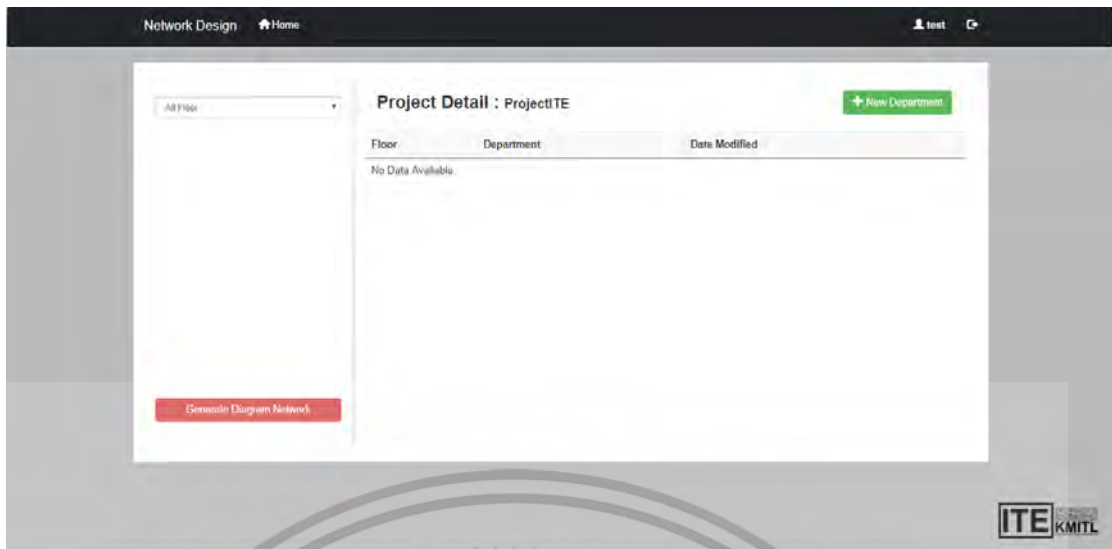 Network Design Home test
All Floor
Project Detail : ProjectITE
New Department
Floor Department Date Modified
No Data Available
Generate Diagram Network
ITE
KMITL